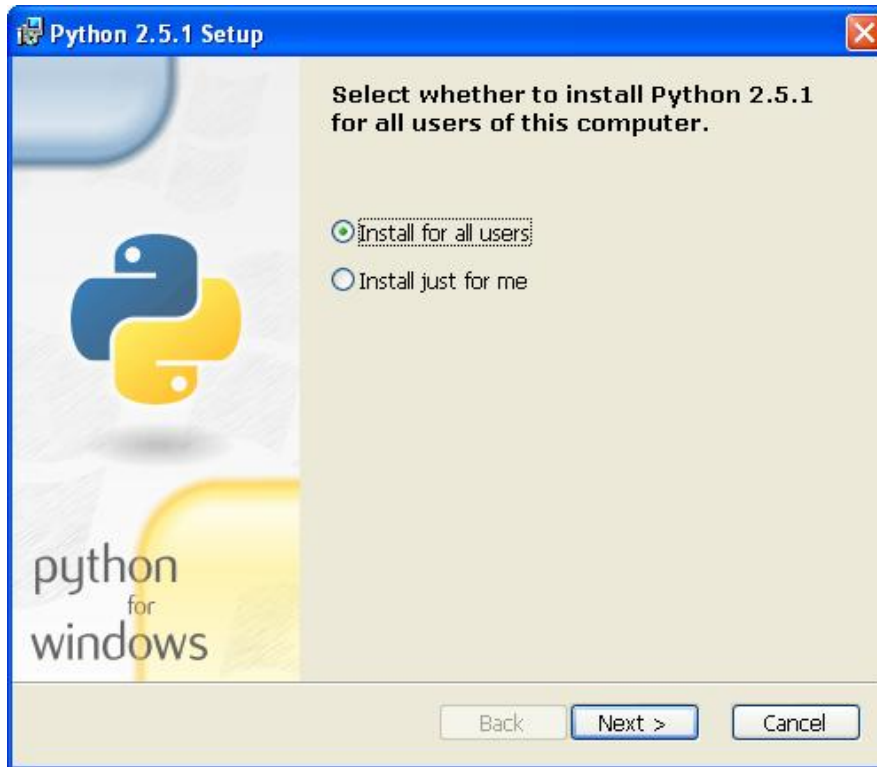 Python 2.5.1 Setup
Select whether to install Python 2.5.1
for all users of this computer.
Install for all users
Install just for me
python
for
windows
Back
Next >
Cancel